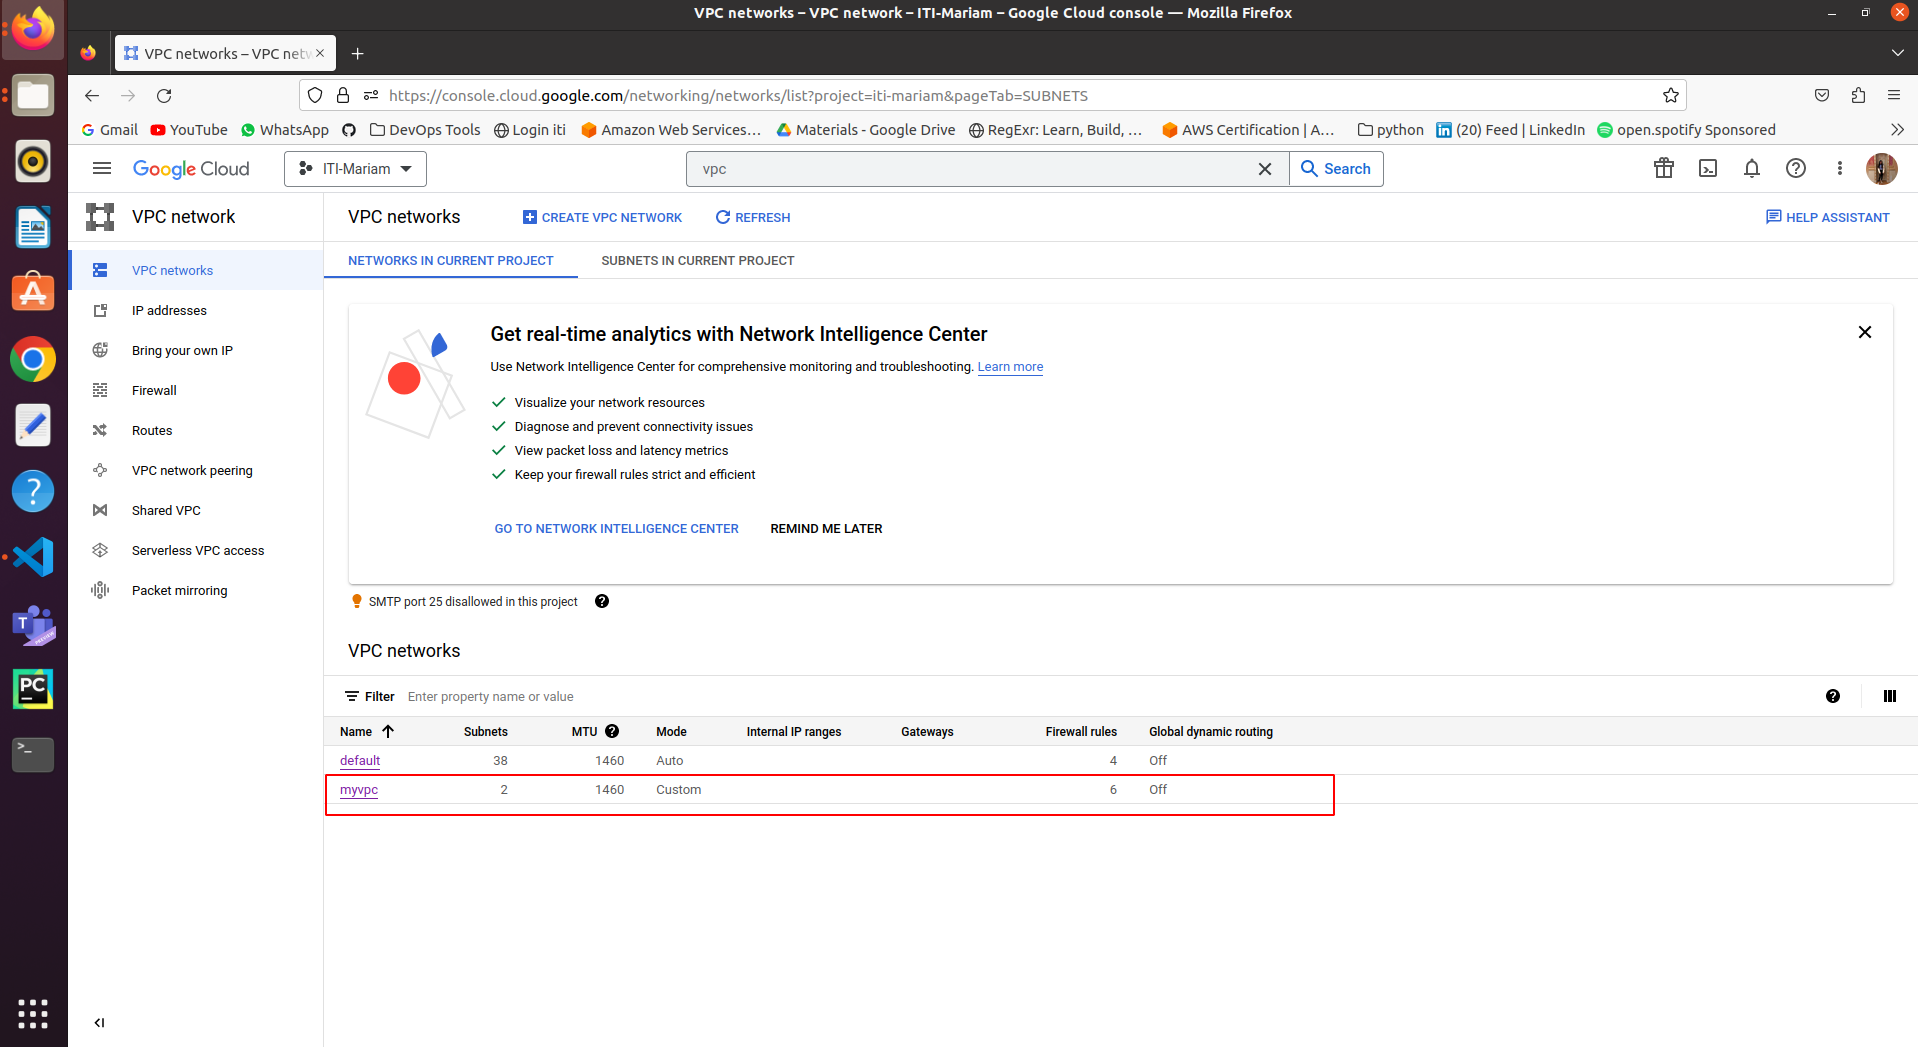 VPC networks – VPC network – ITI-Mariam – Google Cloud console — Mozilla Firefox
VPC networks – VPC netw
https://console.cloud.google.com/networking/networks/list?project=iti-mariam&pageTab=SUBNETS
Gmail YouTube WhatsApp DevOps Tools Login iti Amazon Web Services… Materials - Google Drive RegExr: Learn, Build, … AWS Certification | A… python (20) Feed | LinkedIn open.spotify Sponsored
Google Cloud ITI-Mariam vpc Search
VPC network
VPC networks CREATE VPC NETWORK REFRESH HELP ASSISTANT
VPC networks
IP addresses
Bring your own IP
Firewall
Routes
VPC network peering
Shared VPC
Serverless VPC access
Packet mirroring
NETWORKS IN CURRENT PROJECT SUBNETS IN CURRENT PROJECT
Get real-time analytics with Network Intelligence Center
Use Network Intelligence Center for comprehensive monitoring and troubleshooting. Learn more
Visualize your network resources
Diagnose and prevent connectivity issues
View packet loss and latency metrics
Keep your firewall rules strict and efficient
GO TO NETWORK INTELLIGENCE CENTER REMIND ME LATER
SMTP port 25 disallowed in this project
VPC networks
Filter Enter property name or value
Name Subnets MTU Mode Internal IP ranges Gateways Firewall rules Global dynamic routing
default 38 1460 Auto 4 Off
myvpc 2 1460 Custom 6 Off